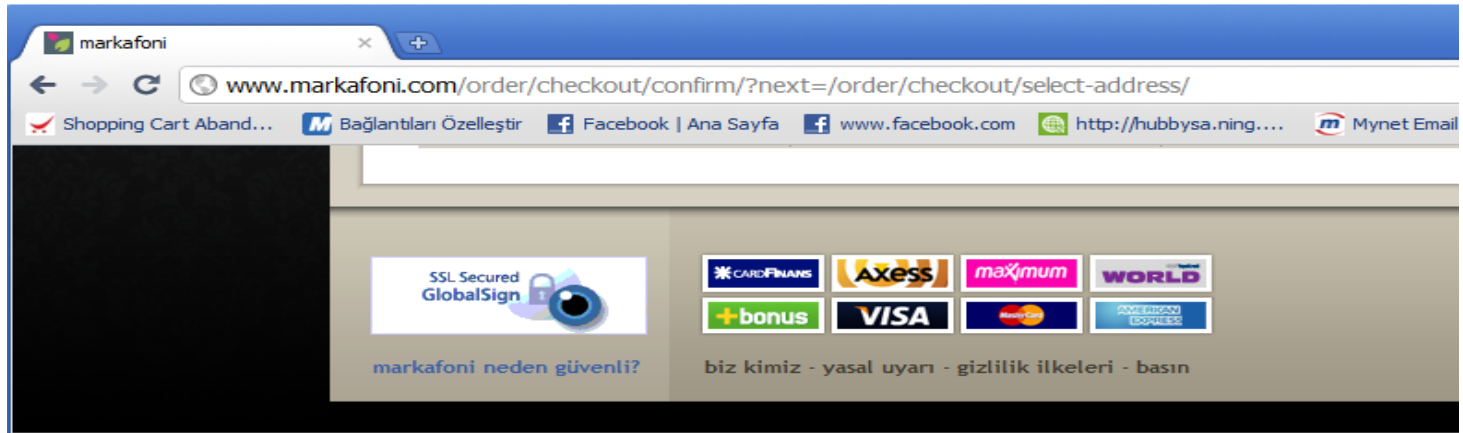 markafoni
www.markafoni.com/order/checkout/confirm/?next=/order/checkout/select-address/
Shopping Cart Aband... Bağlantıları Özelleştir Facebook | Ana Sayfa www.facebook.com http://hubbysa.ning.... Mynet Email
SSL Secured
GlobalSign
CARDFINANS AXess maximum WORLD
+bonus VISA MasterCard AMERICAN EXPRESS
markafoni neden güvenli?
biz kimiz - yasal uyarı - gizlilik ilkeleri - basın